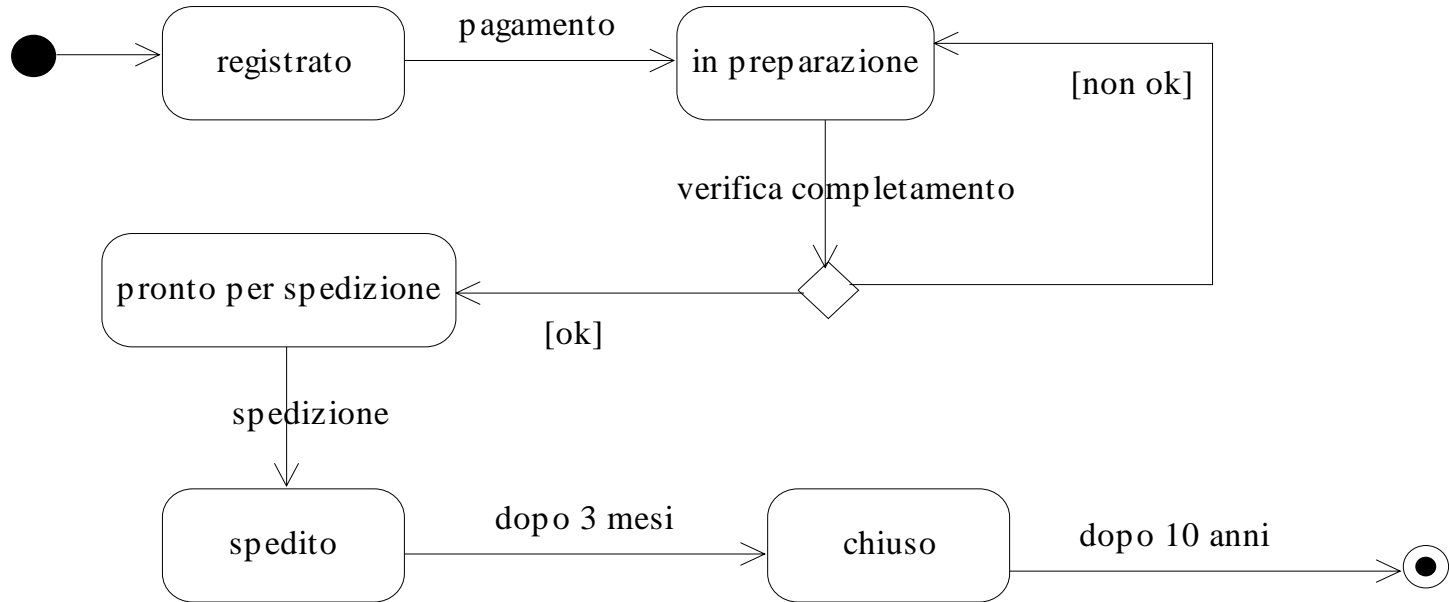 pagamento
registrato
in preparazione
[non ok]
verifica completamento
pronto per spedizione
[ok]
spedizione
spedito
dopo 3 mesi
chiuso
dopo 10 anni